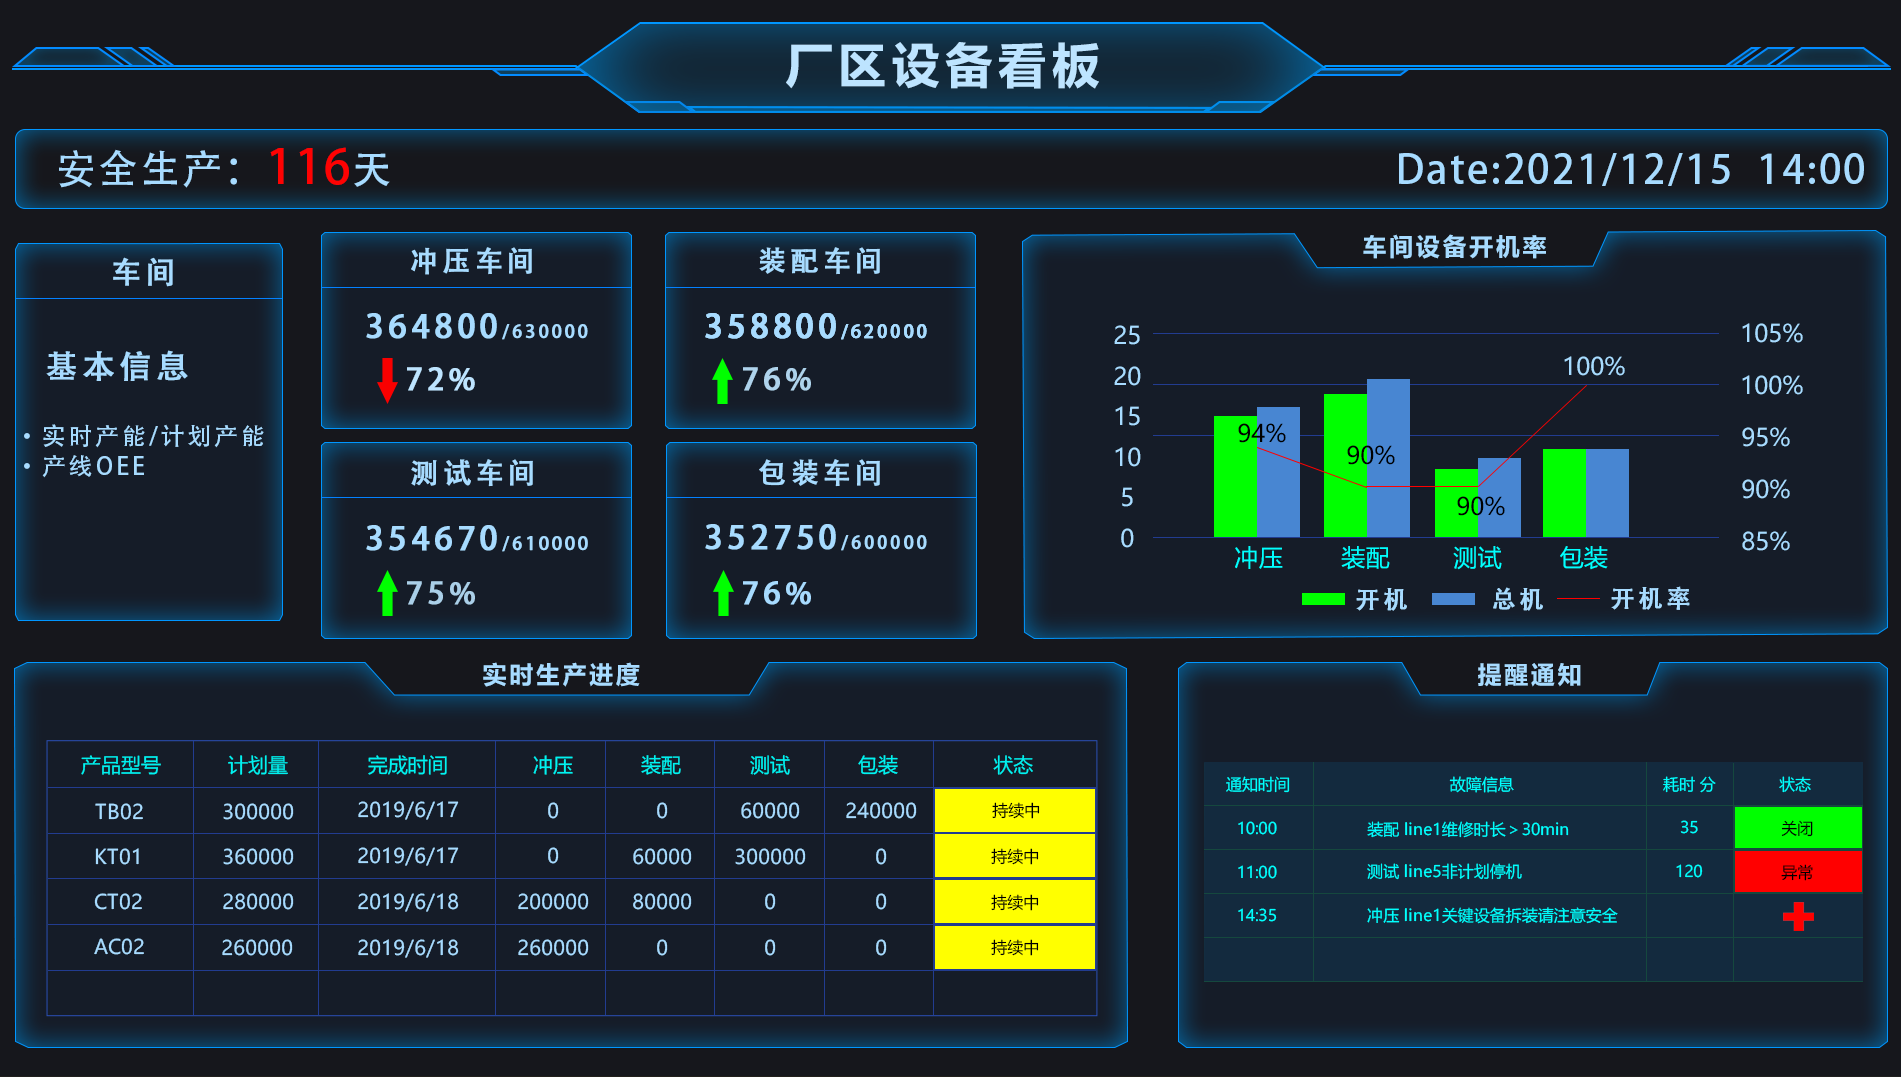 厂区设备看板
安全生产：116天
Date:2021/12/15 14:00
车间
基本信息
• 实时产能/计划产能
• 产线OEE
冲压车间
364800/630000
72%
装配车间
358800/620000
76%
测试车间
354670/610000
75%
包装车间
352750/600000
76%
车间设备开机率
25
20
15
10
5
0
105%
100%
95%
90%
85%
94%
90%
90%
100%
冲压 装配 测试 包装
开机 总机 开机率
实时生产进度
产品型号 计划量 完成时间 冲压 装配 测试 包装 状态
TB02 300000 2019/6/17 0 0 60000 240000 持续中
KT01 360000 2019/6/17 0 60000 300000 0 持续中
CT02 280000 2019/6/18 200000 80000 0 0 持续中
AC02 260000 2019/6/18 260000 0 0 0 持续中
提醒通知
通知时间 故障信息 耗时 分 状态
10:00 装配 line1维修时长＞30min 35 关闭
11:00 测试 line5非计划停机 120 异常
14:35 冲压 line1关键设备拆装请注意安全